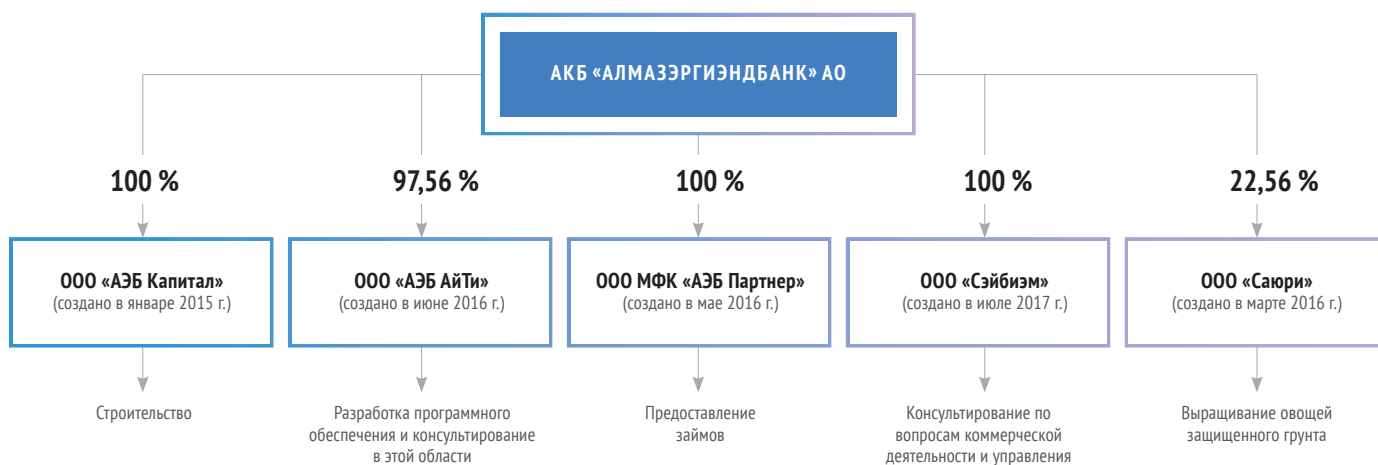 АКБ «АЛМАЗЭРГИЭНДБАНК» АО
100 %
97,56 %
100 %
100 %
22,56 %
ООО «АЭБ Капитал»
(создано в январе 2015 г.)
ООО «АЭБ АйТи»
(создано в июне 2016 г.)
ООО МФК «АЭБ Партнер»
(создано в мае 2016 г.)
ООО «Сэйбиэм»
(создано в июле 2017 г.)
ООО «Саюри»
(создано в марте 2016 г.)
Строительство
Разработка программного
обеспечения и консультирование
в этой области
Предоставление
займов
Консультирование по
вопросам коммерческой
деятельности и управления
Выращивание овощей
защищенного грунта